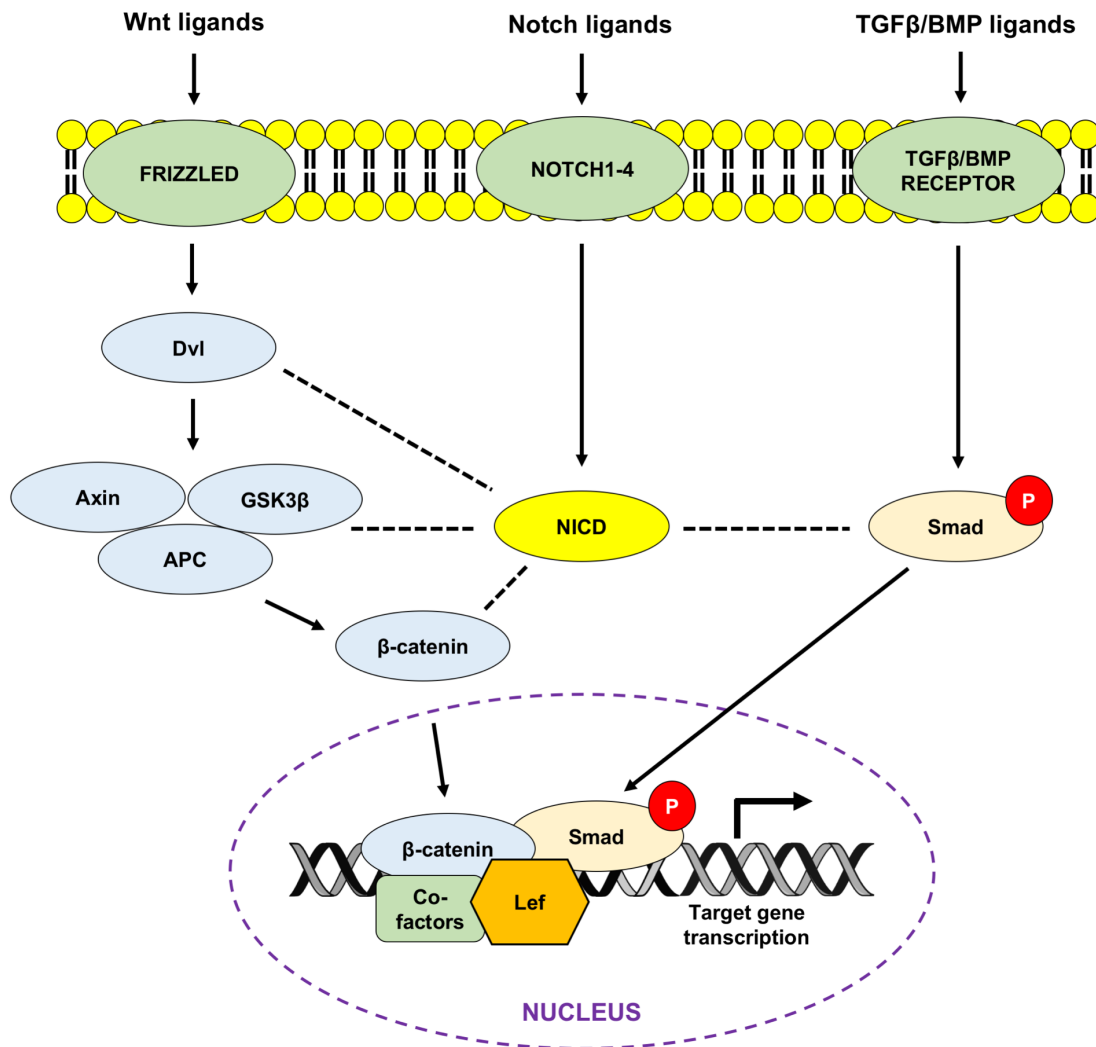 Wnt ligands
Notch ligands
TGFβ/BMP ligands
FRIZZLED
NOTCH1-4
TGFβ/BMP
RECEPTOR
Dvl
Axin
GSK3β
APC
NICD
Smad
P
β-catenin
P
Smad
β-catenin
Co-
factors
Lef
Target gene
transcription
NUCLEUS